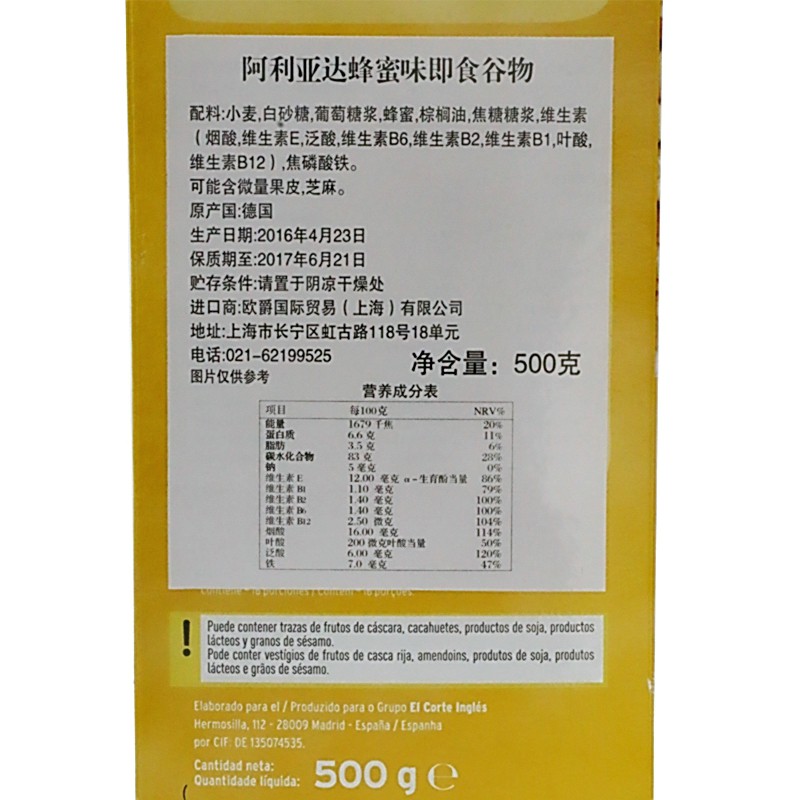 阿利亚达蜂蜜味即食谷物
配料:小麦,白砂糖,葡萄糖浆,蜂蜜,棕榈油,焦糖糖浆,维生素
（烟酸,维生素E,泛酸,维生素B6,维生素B2,维生素B1,叶酸,
维生素B12）,焦磷酸铁。
可能含微量果皮,芝麻。
原产国:德国
生产日期:2016年4月23日
保质期至:2017年6月21日
贮存条件:请置于阴凉干燥处
进口商:欧爵国际贸易（上海）有限公司
地址:上海市长宁区虹古路118号18单元
电话:021-62199525
净含量：500克
图片仅供参考
营养成分表
项目 每100克 NRV%
能量 1679 千焦 20%
蛋白质 6.6 克 11%
脂肪 3.5 克 6%
碳水化合物 83 克 28%
钠 5 毫克 0%
维生素 E 12.00 毫克 α-生育酚当量 86%
维生素 B1 1.10 毫克 79%
维生素 B2 1.40 毫克 100%
维生素 B6 1.40 毫克 100%
维生素 B12 2.50 微克 104%
烟酸 16.00 毫克 114%
叶酸 200 微克叶酸当量 50%
泛酸 6.00 毫克 120%
铁 7.0 毫克 47%
! Puede contener trazas de frutos de cáscara, cacahuetes, productos de soja, productos
lácteos y granos de sésamo.
Pode conter vestígios de frutos de casca rija, amendoins, produtos de soja, produtos
lácteos e grãos de sésamo.
Elaborado para el / Produzido para o Grupo El Corte Inglés
Hermosilla, 112 - 28009 Madrid - España / Espanha
por CIF: DE 135074535.
Cantidad neta:
Quantidade líquida: 500 g ℮